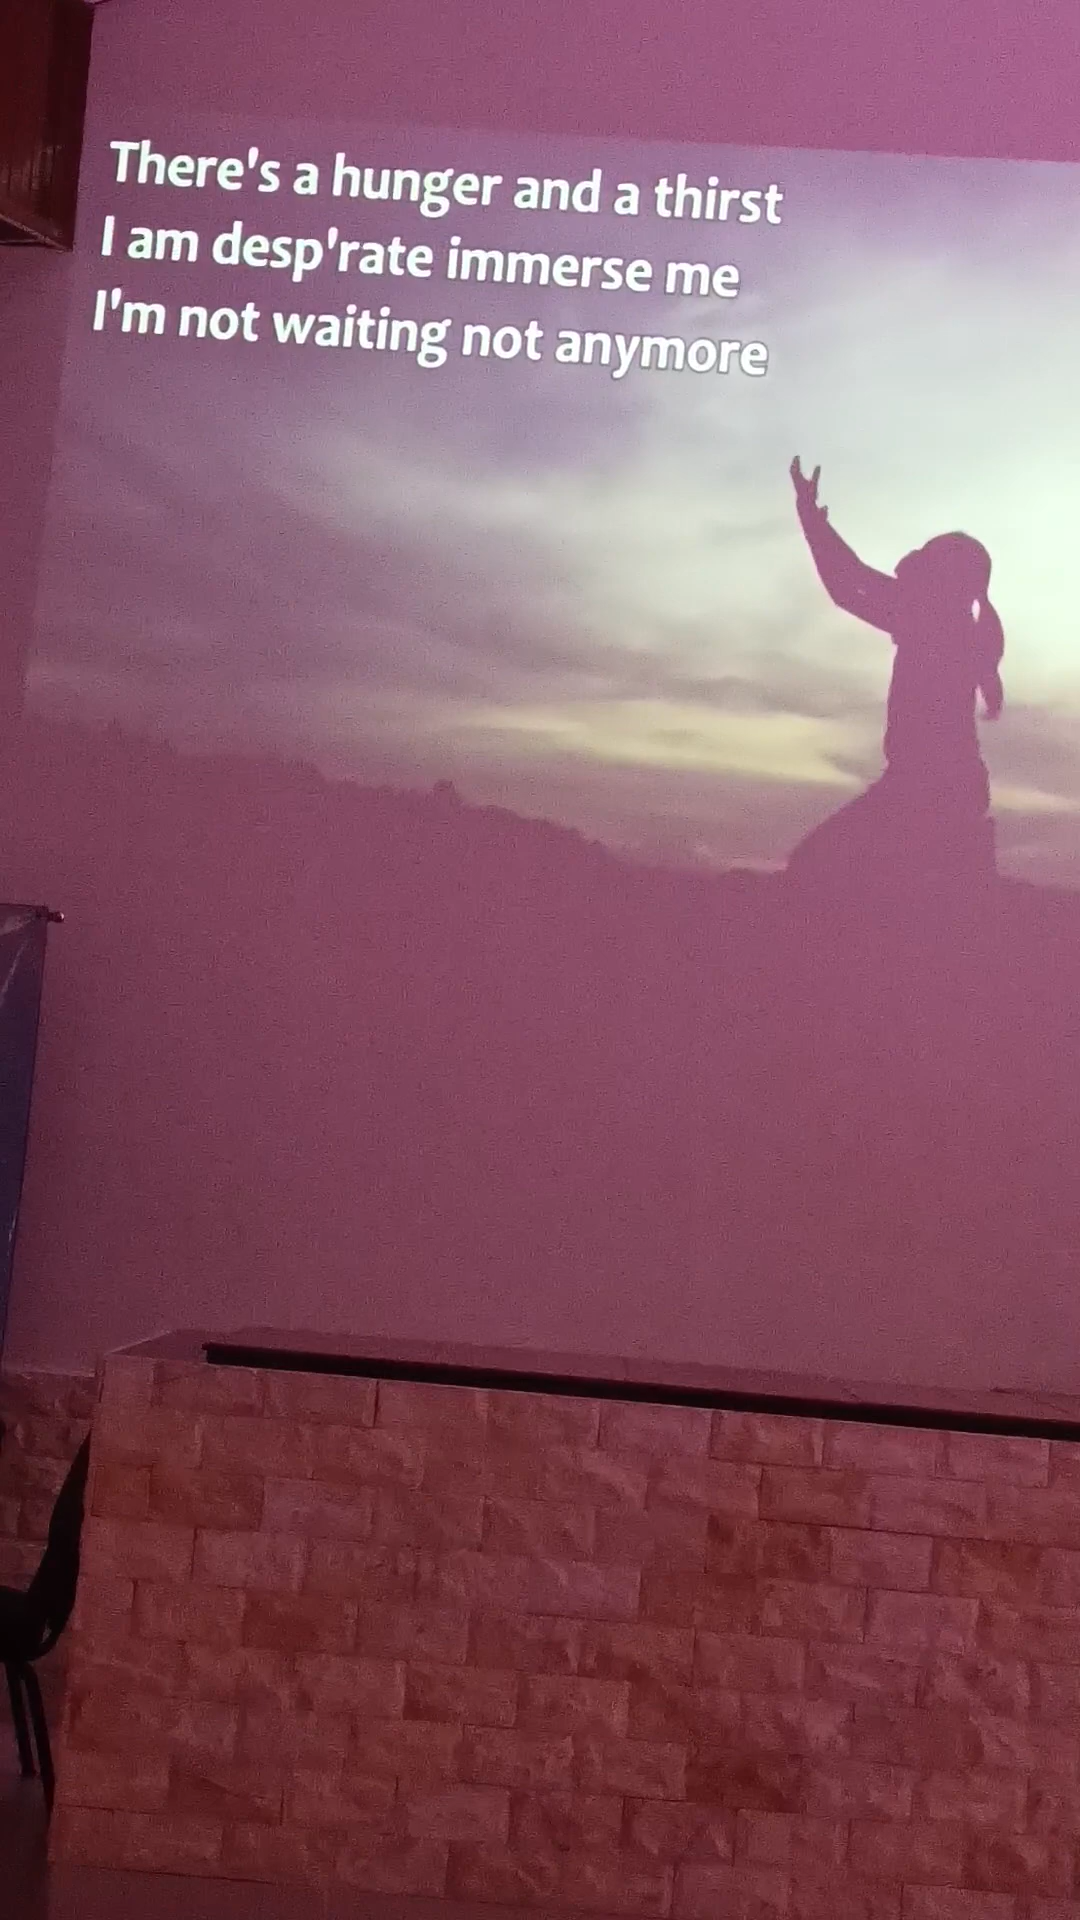 There's a hunger and a thirst
I am desp'rate immerse me
I'm not waiting not anymore